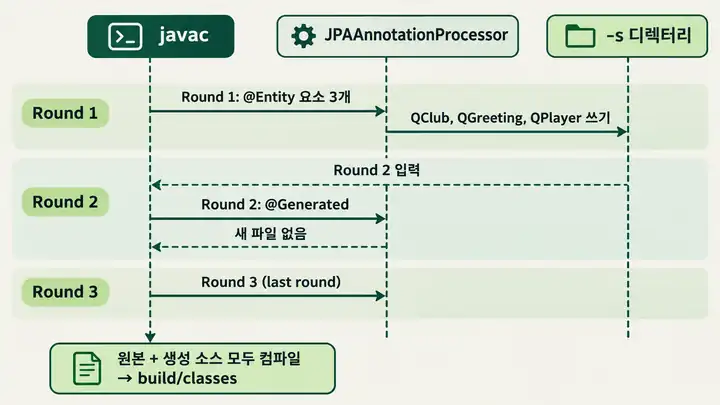 javac
JPAAnnotationProcessor
-s 디렉터리
Round 1
Round 1: @Entity 요소 3개
QClub, QGreeting, QPlayer 쓰기
Round 2 입력
Round 2
Round 2: @Generated
새 파일 없음
Round 3
Round 3 (last round)
원본 + 생성 소스 모두 컴파일
→ build/classes